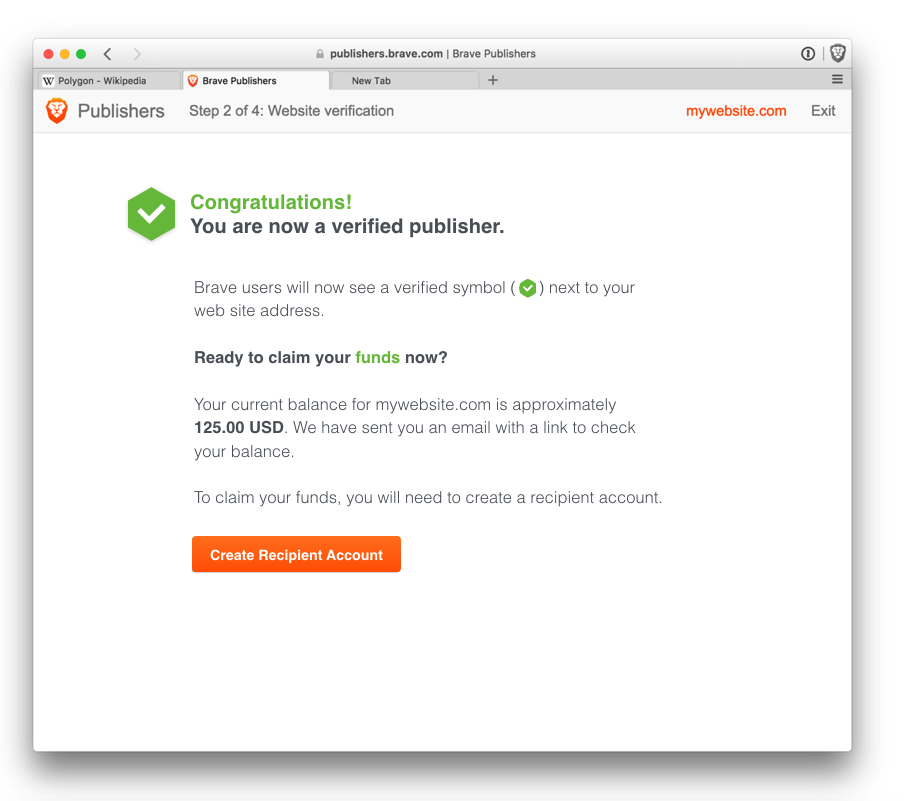 publishers.brave.com | Brave Publishers
W Polygon - Wikipedia
Brave Publishers
New Tab
Publishers
Step 2 of 4: Website verification
mywebsite.com
Exit
Congratulations!
You are now a verified publisher.
Brave users will now see a verified symbol ( ) next to your
web site address.
Ready to claim your funds now?
Your current balance for mywebsite.com is approximately
125.00 USD. We have sent you an email with a link to check
your balance.
To claim your funds, you will need to create a recipient account.
Create Recipient Account